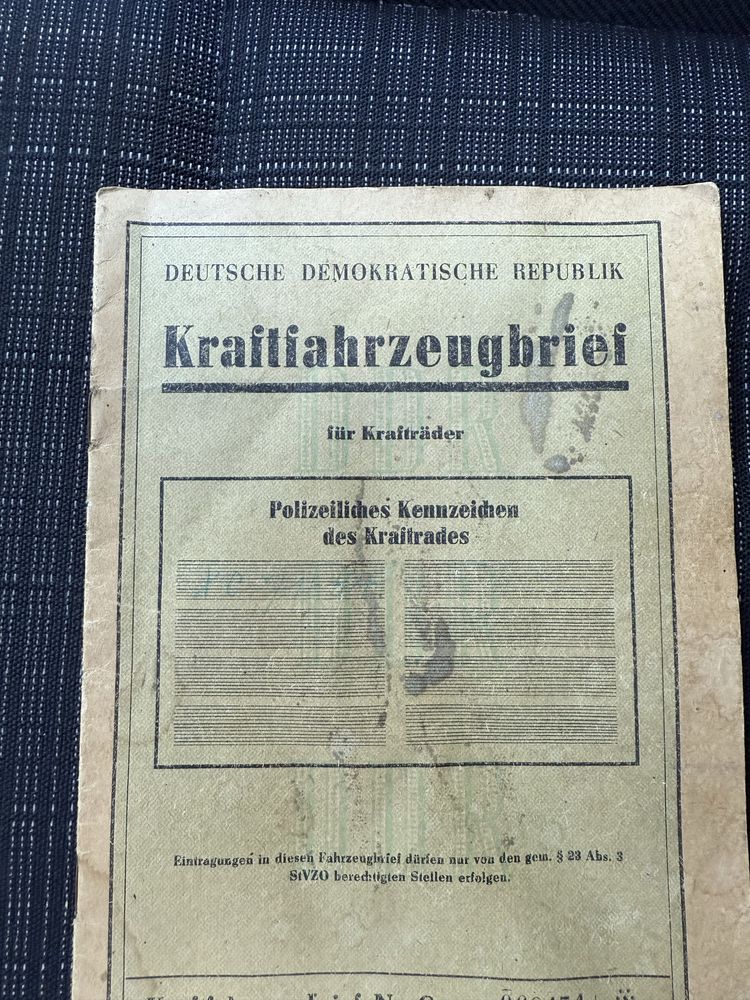 DEUTSCHE DEMOKRATISCHE REPUBLIK
Kraftfahrzeugbrief
für Krafträder
Polizeiliches Kennzeichen
des Kraftrades
Eintragungen in diesen Fahrzeugbrief dürfen nur von den gem. § 23 Abs. 3
StVZO berechtigten Stellen erfolgen.